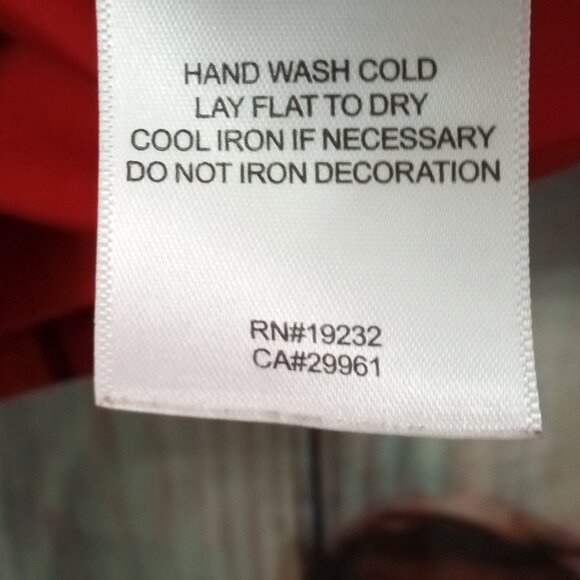 HAND WASH COLD
LAY FLAT TO DRY
COOL IRON IF NECESSARY
DO NOT IRON DECORATION
RN#19232
CA#29961